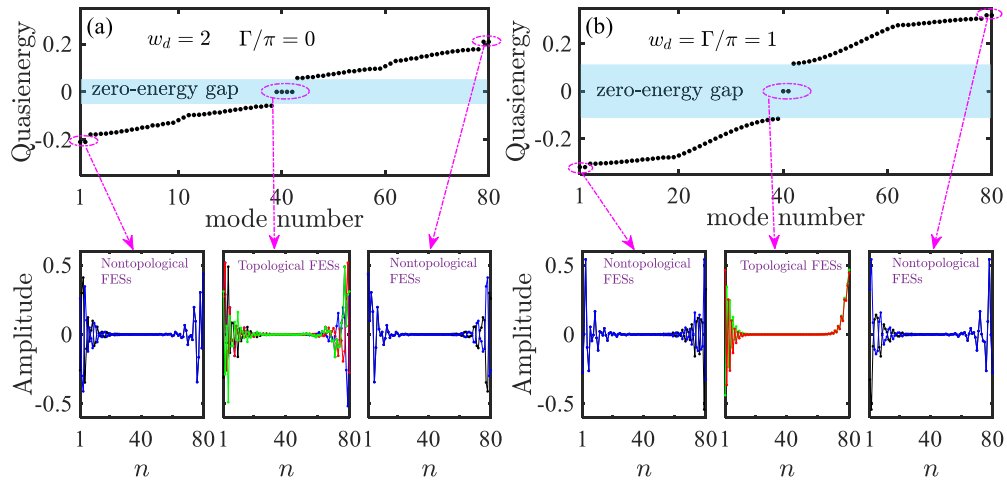 (a) w_d = 2 Γ/π = 0
Quasienergy
0.2
0
-0.2
zero-energy gap
1 10 40 40 60 80
mode number
(b) w_d = Γ/π = 1
Quasienergy
0.2
0
-0.2
zero-energy gap
1 20 40 60 80
mode number
Amplitude
0.5
0
-0.5
Nontopological
FESs
Topological FESs
Nontopological
FESs
1 40 80
1 40 80
1 40 80
n n n
Amplitude
0.5
0
-0.5
Nontopological
FESs
Topological FESs
Nontopological
FESs
1 40 80
1 40 80
1 40 80
n n n